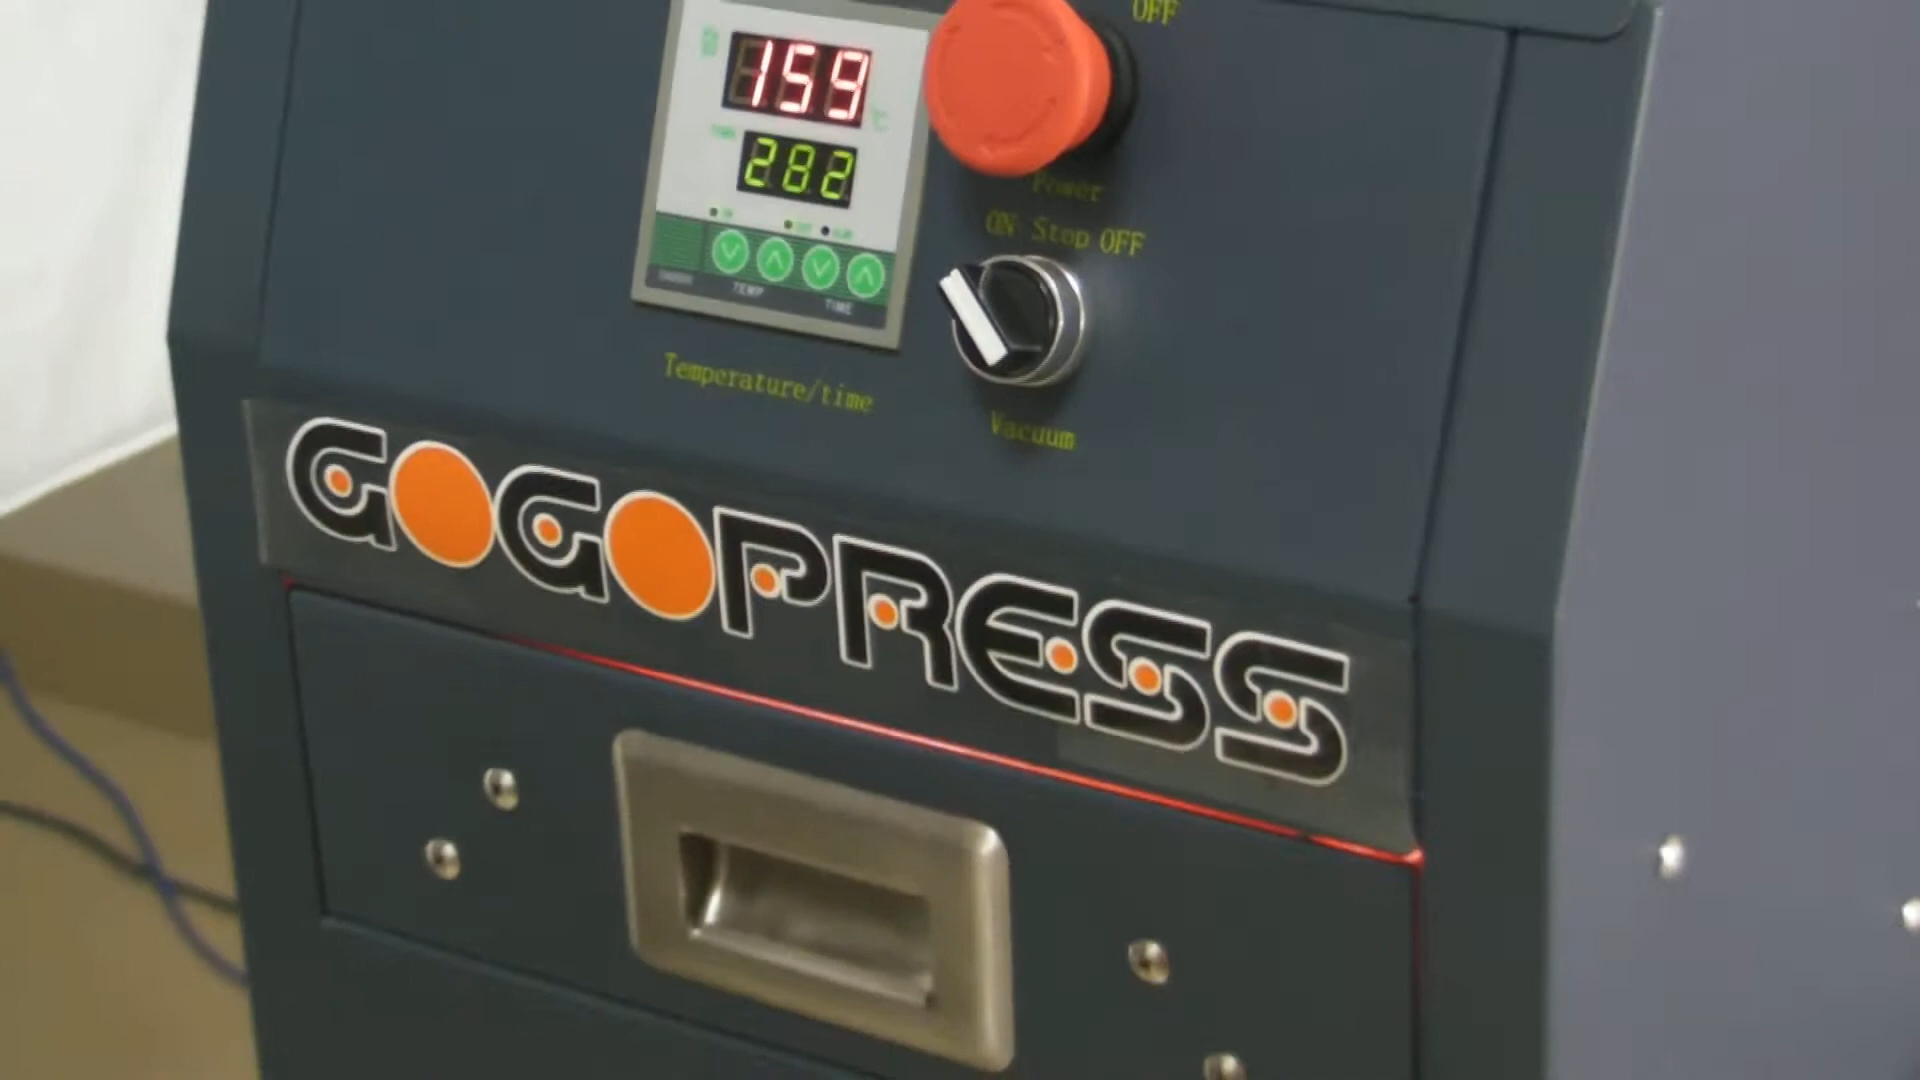 OFF
159
°C
282
Power
ON Stop OFF
TEMP
TIME
Temperature/time
Vacuum
GOGOPRESS